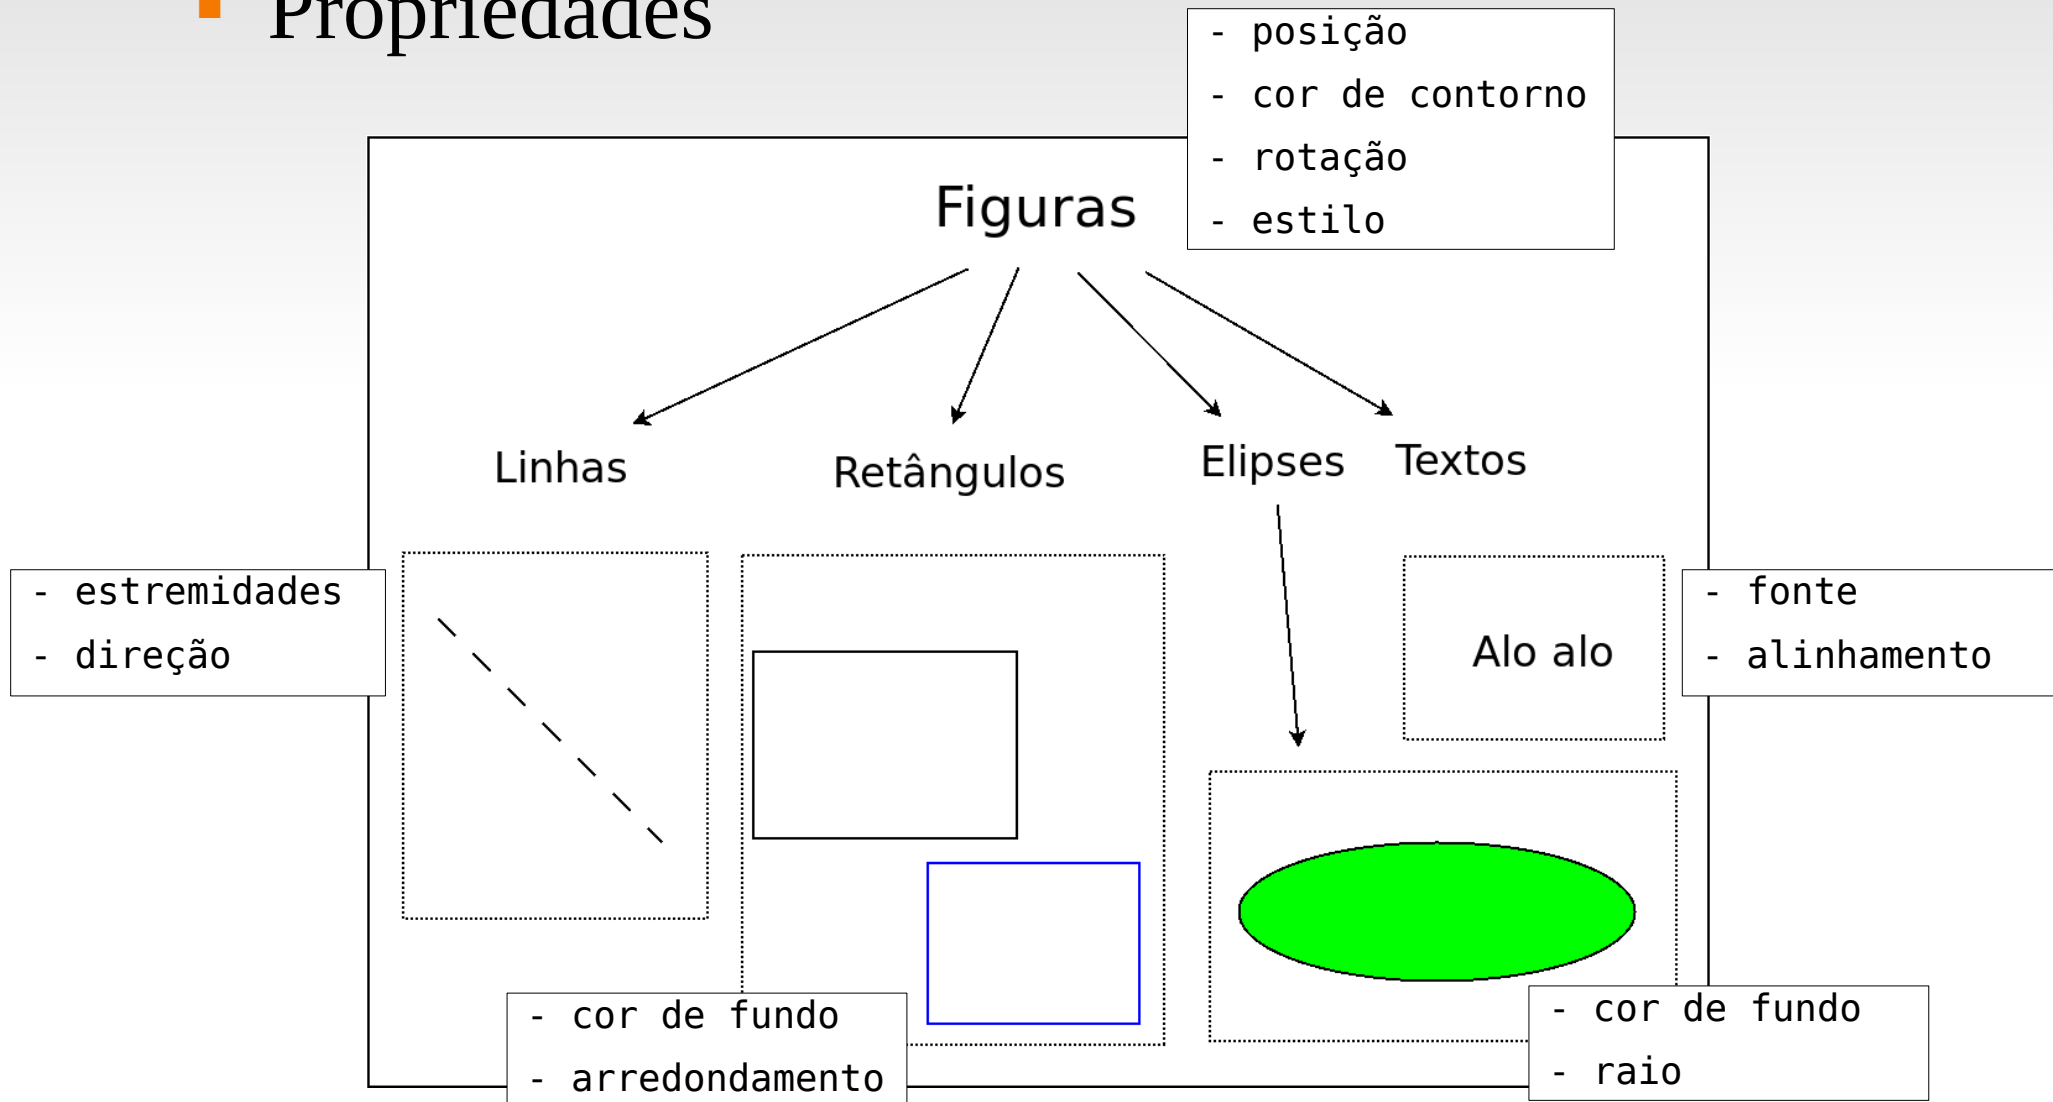 Propriedades
- posição
- cor de contorno
- rotação
- estilo
Figuras
Linhas
Retângulos
Elipses
Textos
- estremidades
- direção
Alo alo
- fonte
- alinhamento
- cor de fundo
- arredondamento
- cor de fundo
- raio